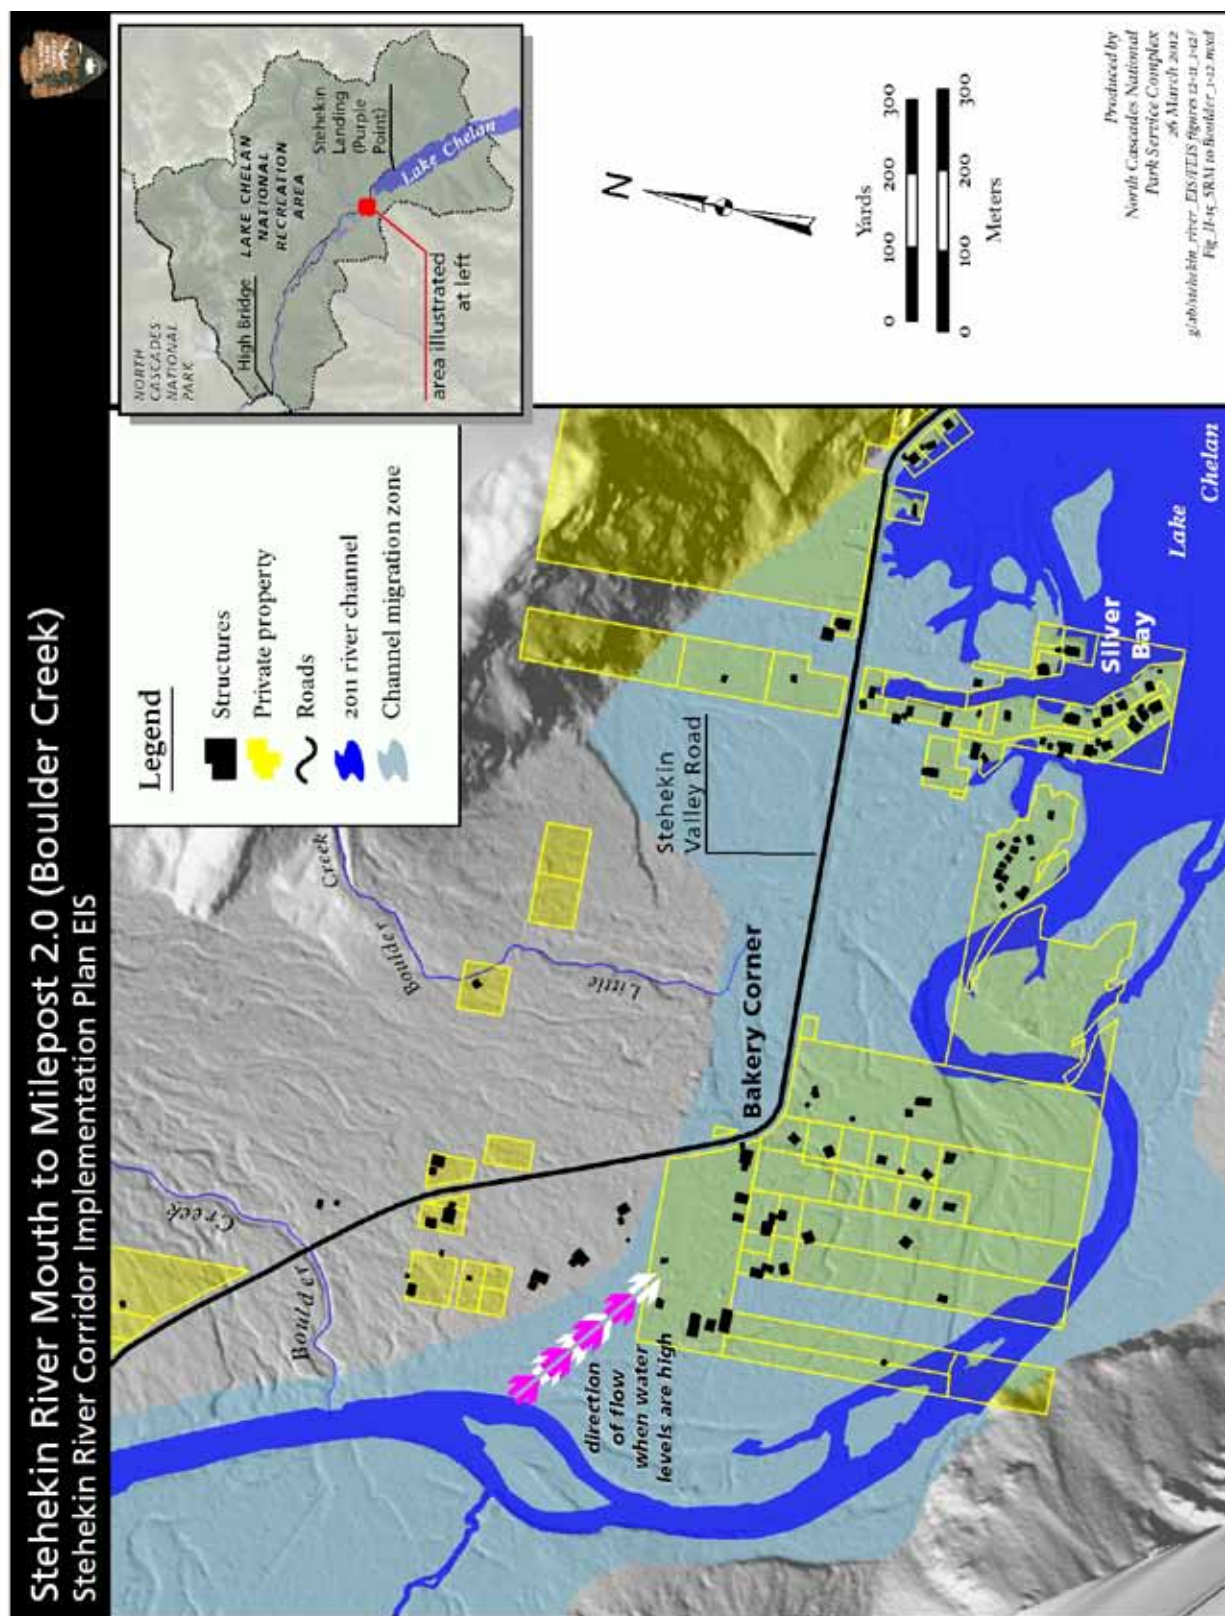 Stehekin River Mouth to Milepost 2.0 (Boulder Creek)
Stehekin River Corridor Implementation Plan EIS
Legend
Structures
Private property
Roads
2011 river channel
Channel migration zone
NORTH
CASCADES
NATIONAL
PARK
High Bridge
LAKE CHELAN
NATIONAL
RECREATION
AREA
Stehekin
Landing
(Purple
Point)
Lake Chelan
area illustrated
at left
Boulder
Creek
Boulder
Creek
Little
direction
of flow
when water
levels are high
Bakery Corner
Stehekin
Valley Road
Silver
Bay
Lake
Chelan
N
Yards
0 100 200 300
0 100 200 300
Meters
Produced by
North Cascades National
Park Service Complex
26 March 2012